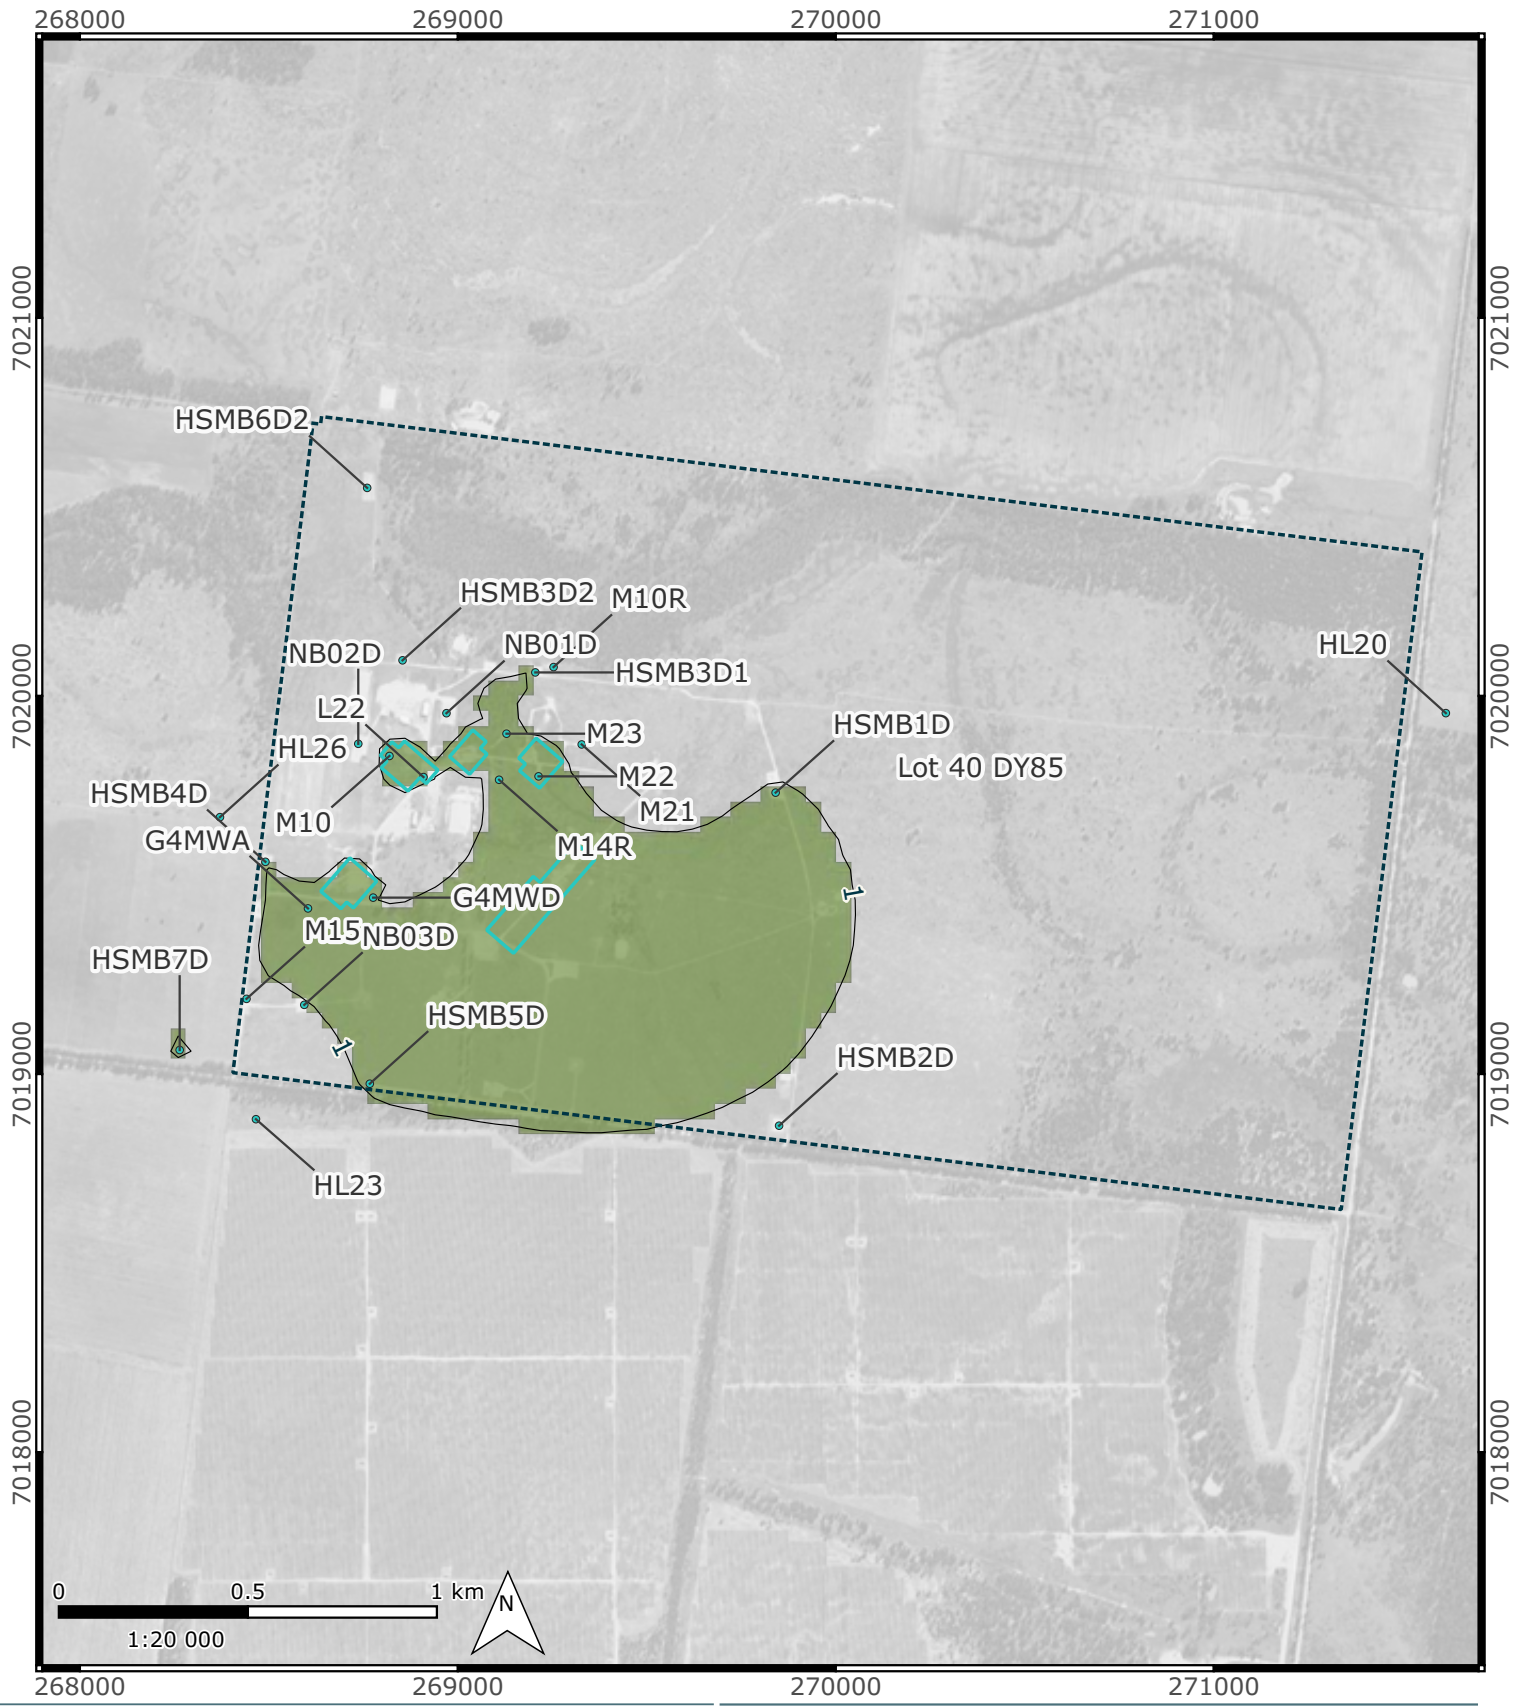 268000 269000 270000 271000
7021000 7021000
HSMB6D2
HSMB3D2
M10R
NB01D
NB02D
HL20
HSMB3D1
7020000 7020000
L22
HSMB1D
M23
HL26
Lot 40 DY85
M22
HSMB4D
M21
M10
G4MWA
M14R
1
G4MWD
M15
NB03D
HSMB7D
HSMB5D
1
HSMB2D
7019000 7019000
HL23
7018000 7018000
0 0.5 1 km
N
1:20 000
268000 269000 270000 271000